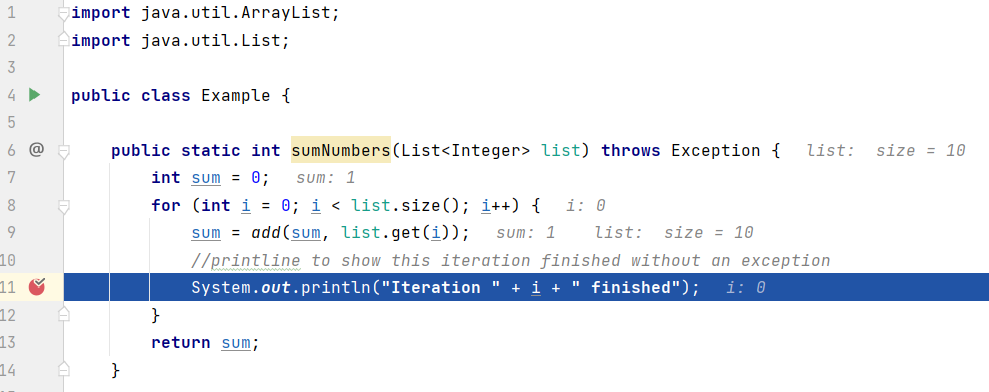 1 import java.util.ArrayList;
2 import java.util.List;
3
4 public class Example {
5
6 @ public static int sumNumbers(List<Integer> list) throws Exception { list: size = 10
7 int sum = 0; sum: 1
8 for (int i = 0; i < list.size(); i++) { i: 0
9 sum = add(sum, list.get(i)); sum: 1 list: size = 10
10 //printline to show this iteration finished without an exception
11 System.out.println("Iteration " + i + " finished"); i: 0
12 }
13 return sum;
14 }